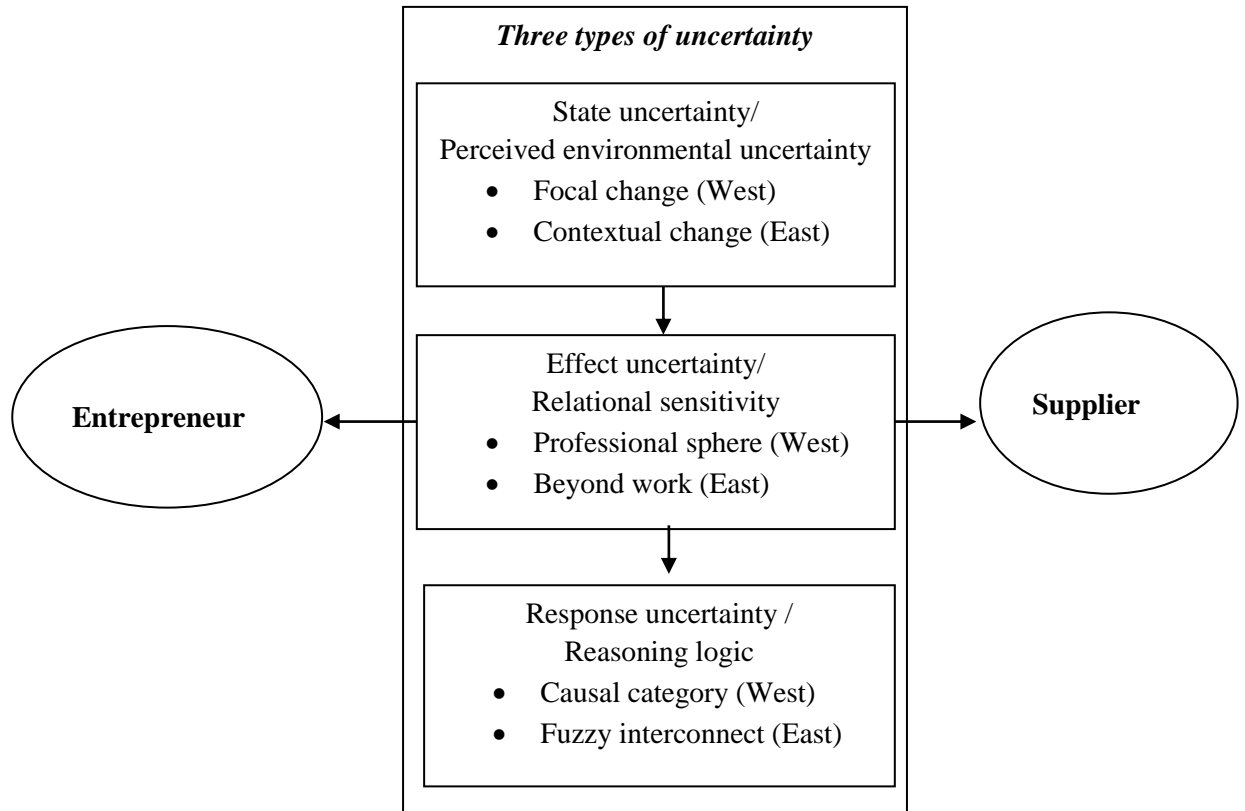 Three types of uncertainty
State uncertainty/
Perceived environmental uncertainty
• Focal change (West)
• Contextual change (East)
Entrepreneur
Effect uncertainty/
Relational sensitivity
• Professional sphere (West)
• Beyond work (East)
Supplier
Response uncertainty /
Reasoning logic
• Causal category (West)
• Fuzzy interconnect (East)